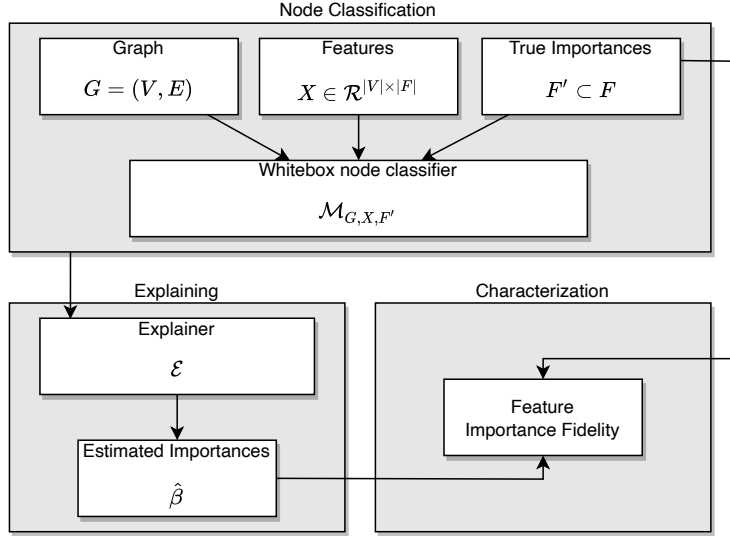 Node Classification
Graph
G = (V, E)
Features
X ∈ ℛ^{|V|×|F|}
True Importances
F′ ⊂ F
Whitebox node classifier
ℳ_{G,X,F′}
Explaining
Explainer
ℰ
Estimated Importances
β̂
Characterization
Feature
Importance Fidelity